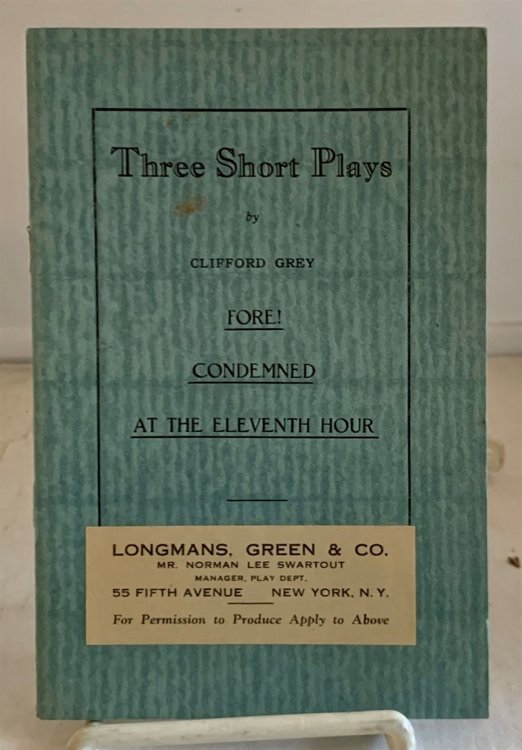 Three Short Plays
by
CLIFFORD GREY
FORE!
CONDEMNED
AT THE ELEVENTH HOUR
LONGMANS, GREEN & CO.
MR. NORMAN LEE SWARTOUT
MANAGER, PLAY DEPT.
55 FIFTH AVENUE NEW YORK, N. Y.
For Permission to Produce Apply to Above